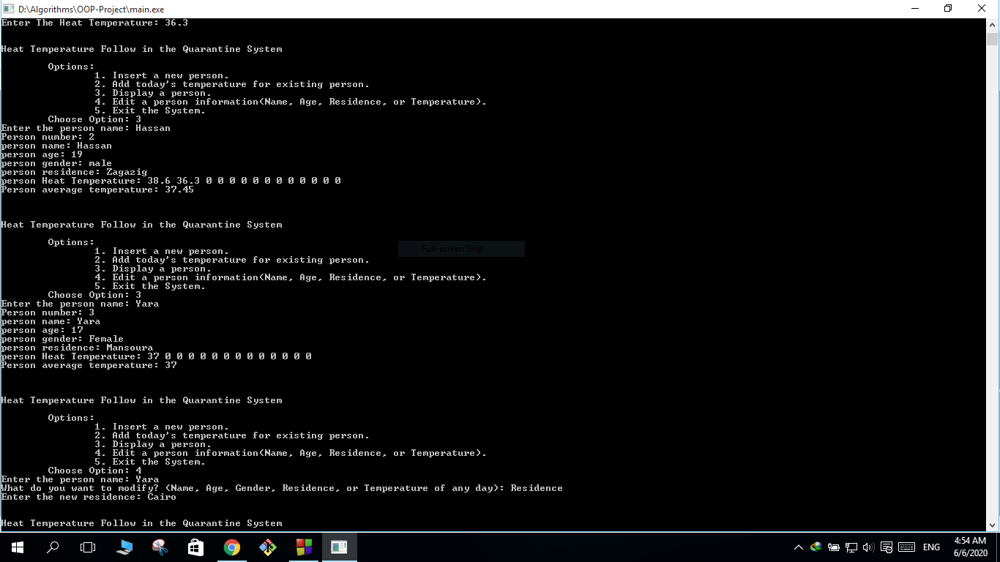 D:\Algorithms\OOP-Project\main.exe
Enter The Heat Temperature: 36.3
Heat Temperature Follow in the Quarantine System
Options:
1. Insert a new person.
2. Add today's temperature for existing person.
3. Display a person.
4. Edit a person information(Name, Age, Residence, or Temperature).
5. Exit the System.
Choose Option: 3
Enter the person name: Hassan
Person number: 2
person name: Hassan
person age: 19
person gender: male
person residence: Zagazig
person Heat Temperature: 38.6 36.3 0 0 0 0 0 0 0 0 0 0 0 0
Person average temperature: 37.45
Heat Temperature Follow in the Quarantine System
Options:
1. Insert a new person.
2. Add today's temperature for existing person.
3. Display a person.
4. Edit a person information(Name, Age, Residence, or Temperature).
5. Exit the System.
Choose Option: 3
Enter the person name: Yara
Person number: 3
person name: Yara
person age: 17
person gender: Female
person residence: Mansoura
person Heat Temperature: 37 0 0 0 0 0 0 0 0 0 0 0 0 0
Person average temperature: 37
Full-screen Snip
Heat Temperature Follow in the Quarantine System
Options:
1. Insert a new person.
2. Add today's temperature for existing person.
3. Display a person.
4. Edit a person information(Name, Age, Residence, or Temperature).
5. Exit the System.
Choose Option: 4
Enter the person name: Yara
What do you want to modify? (Name, Age, Gender, Residence, or Temperature of any day): Residence
Enter the new residence: Cairo
Heat Temperature Follow in the Quarantine System
ENG
4:54 AM
6/6/2020